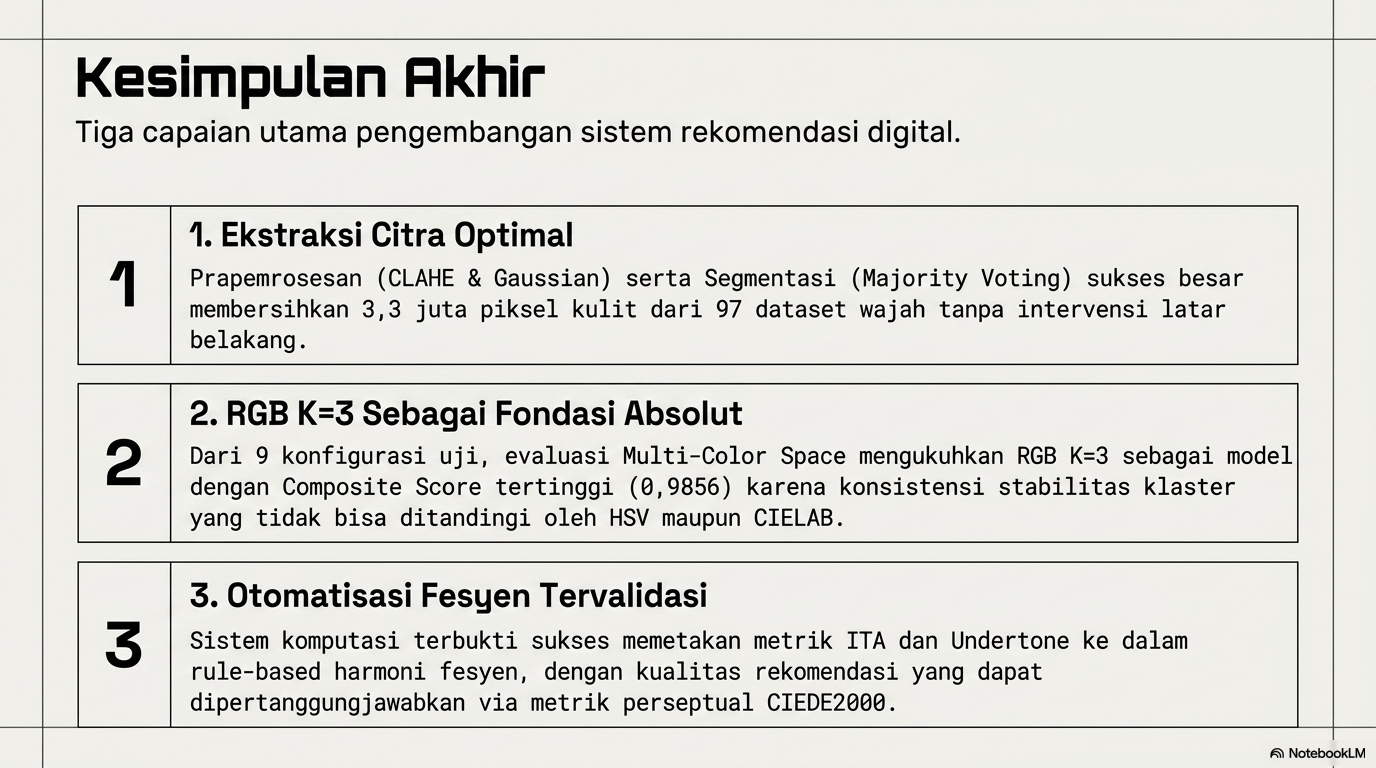 Kesimpulan Akhir
Tiga capaian utama pengembangan sistem rekomendasi digital.
1
1. Ekstraksi Citra Optimal
Prapemrosesan (CLAHE & Gaussian) serta Segmentasi (Majority Voting) sukses besar
membersihkan 3,3 juta piksel kulit dari 97 dataset wajah tanpa intervensi latar
belakang.
2
2. RGB K=3 Sebagai Fondasi Absolut
Dari 9 konfigurasi uji, evaluasi Multi-Color Space mengukuhkan RGB K=3 sebagai model
dengan Composite Score tertinggi (0,9856) karena konsistensi stabilitas klaster
yang tidak bisa ditandingi oleh HSV maupun CIELAB.
3
3. Otomatisasi Fesyen Tervalidasi
Sistem komputasi terbukti sukses memetakan metrik ITA dan Undertone ke dalam
rule-based harmoni fesyen, dengan kualitas rekomendasi yang dapat
dipertanggungjawabkan via metrik perseptual CIEDE2000.
NotebookLM